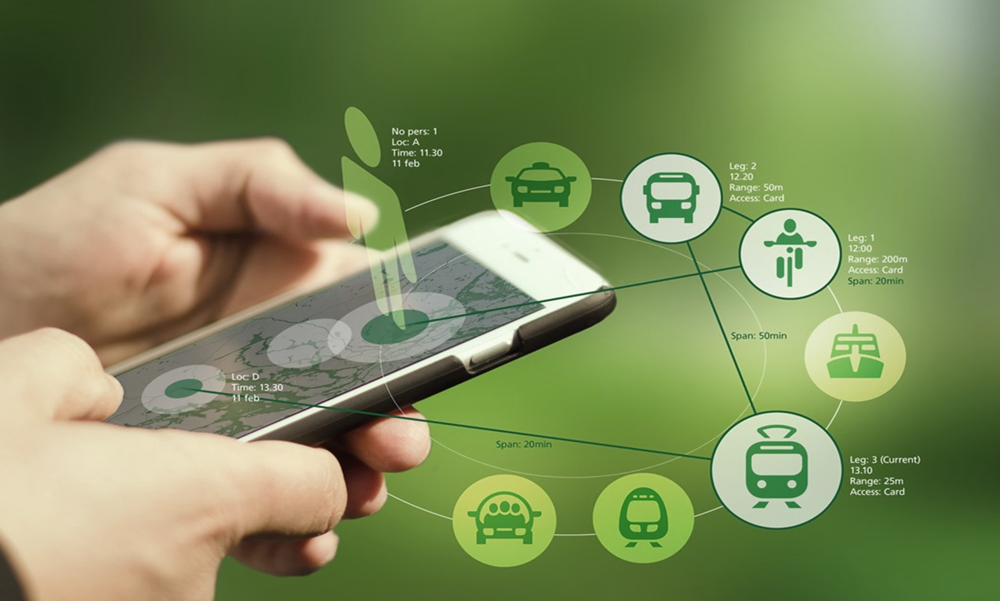 No pers: 1
Loc: A
Time: 11.30
11 feb
Leg: 2
12.20
Range: 50m
Access: Card
Leg: 1
12:00
Range: 200m
Access: Card
Span: 20min
Span: 50min
Loc: D
Time: 13.30
11 feb
Span: 20min
Leg: 3 (Current)
13.10
Range: 25m
Access: Card